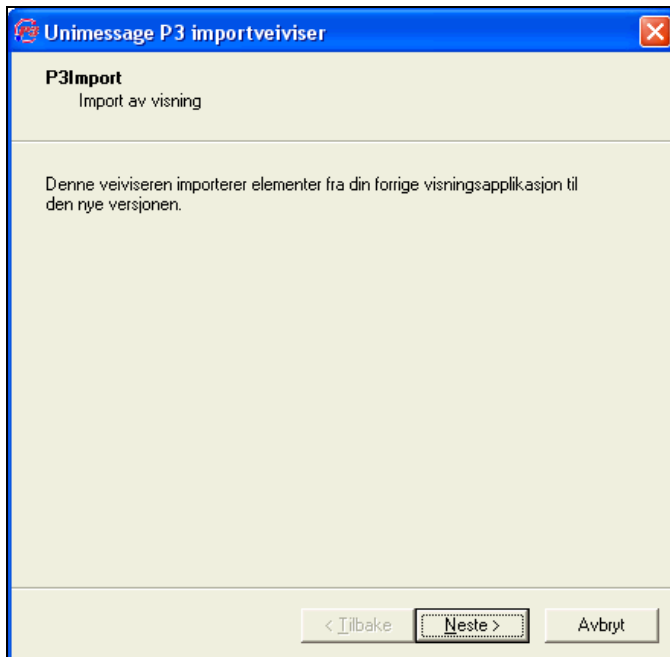 Unimessage P3 importveiviser
P3Import
Import av visning
Denne veiviseren importerer elementer fra din forrige visningsapplikasjon til
den nye versjonen.
< Tilbake
Neste >
Avbryt